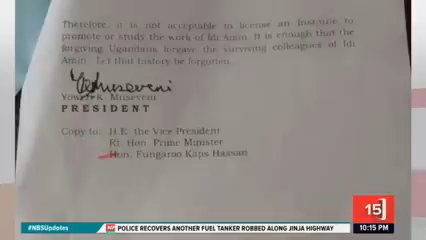 Therefore, it is not acceptable to license an Institute to
promote or study the work of Idi Amin. It is enough that the
forgiving Ugandans forgave the surviving colleagues of Idi
Amin. Let that history be forgotten.
YMuseveni
Yoweri K. Museveni
PRESIDENT
Copy to: H.E. the Vice President
Rt. Hon. Prime Minister
Hon. Fungaroo Kaps Hassan
15
#NBSUpdates
N9 POLICE RECOVERS ANOTHER FUEL TANKER ROBBED ALONG JINJA HIGHWAY
10:15 PM